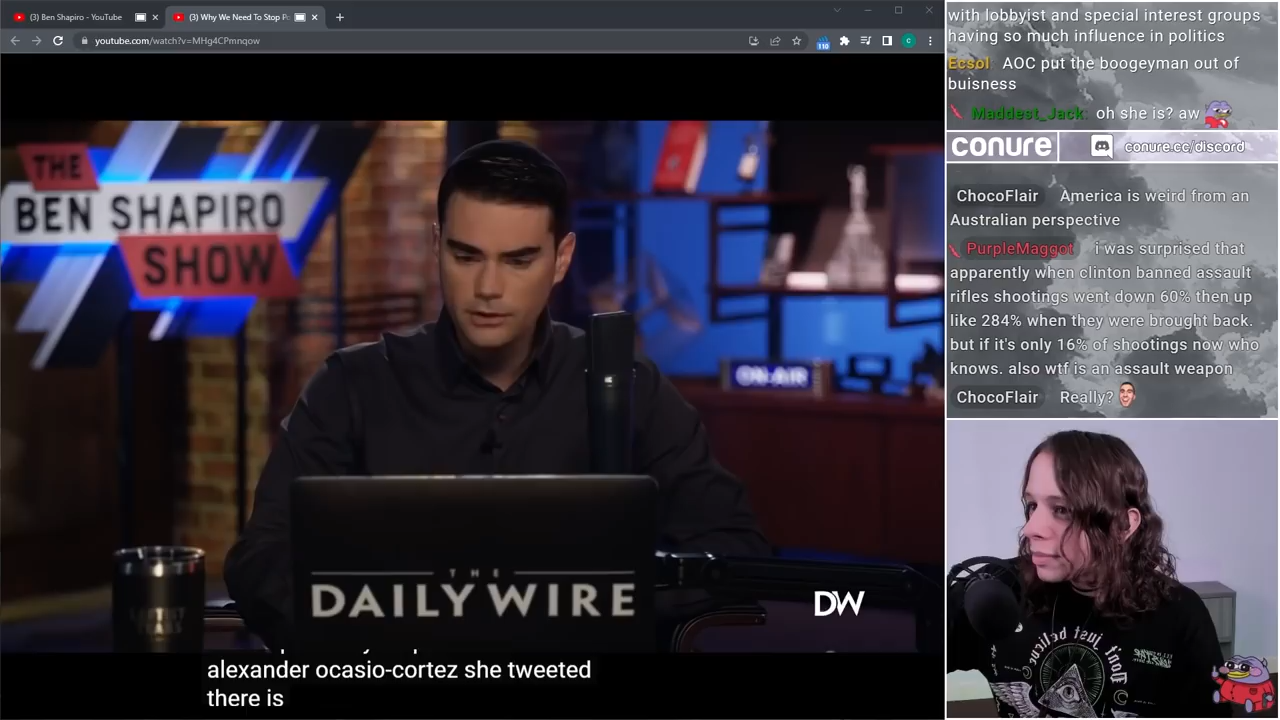 (3) Ben Shapiro - YouTube
(3) Why We Need To Stop Po
youtube.com/watch?v=MHg4CPmnqow
110
c
THE
BEN SHAPIRO
SHOW
ON-AIR
THE
DAILY WIRE
DW
alexander ocasio-cortez she tweeted
there is
with lobbyist and special interest groups
having so much influence in politics
Ecsol AOC put the boogeyman out of
buisness
Maddest_Jack: oh she is? aw
conure
conure.cc/discord
ChocoFlair America is weird from an
Australian perspective
PurpleMaggot i was surprised that
apparently when clinton banned assault
rifles shootings went down 60% then up
like 284% when they were brought back.
but if it's only 16% of shootings now who
knows. also wtf is an assault weapon
ChocoFlair Really?
don't just believe